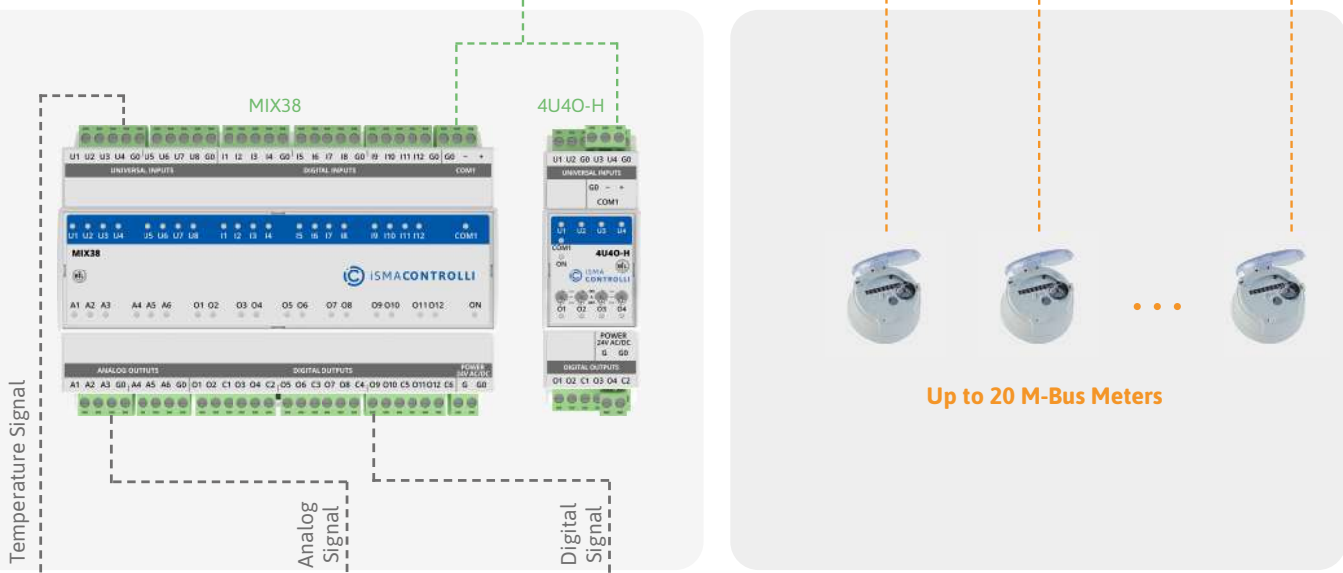 MIX38
4U4O-H
U1 U2 U3 U4 G0 U5 U6 U7 U8 G0 I1 I2 I3 I4 G0 I5 I6 I7 I8 G0 I9 I10 I11 I12 G0 G0 - +
UNIVERSAL INPUTS DIGITAL INPUTS COM1
U1 U2 U3 U4 U5 U6 U7 U8 I1 I2 I3 I4 I5 I6 I7 I8 I9 I10 I11 I12 COM1
MIX38
iSMACONTROLLI
A1 A2 A3 A4 A5 A6 O1 O2 O3 O4 O5 O6 O7 O8 O9 O10 O11 O12 ON
ANALOG OUTPUTS DIGITAL OUTPUTS POWER
24V AC/DC
A1 A2 A3 G0 A4 A5 A6 G0 O1 O2 C1 O3 O4 C2 O5 O6 C3 O7 O8 C4 O9 O10 C5 O11 O12 C6 G G0
U1 U2 G0 U3 U4 G0
UNIVERSAL INPUTS
G0 - +
COM1
U1 U2 U3 U4
COM1
ON
4U4O-H
iSMA
CONTROLLI
O1 O2 O3 O4
POWER
24V AC/DC
G G0
DIGITAL OUTPUTS
O1 O2 C1 O3 O4 C2
Temperature Signal
Analog
Signal
Digital
Signal
Up to 20 M-Bus Meters